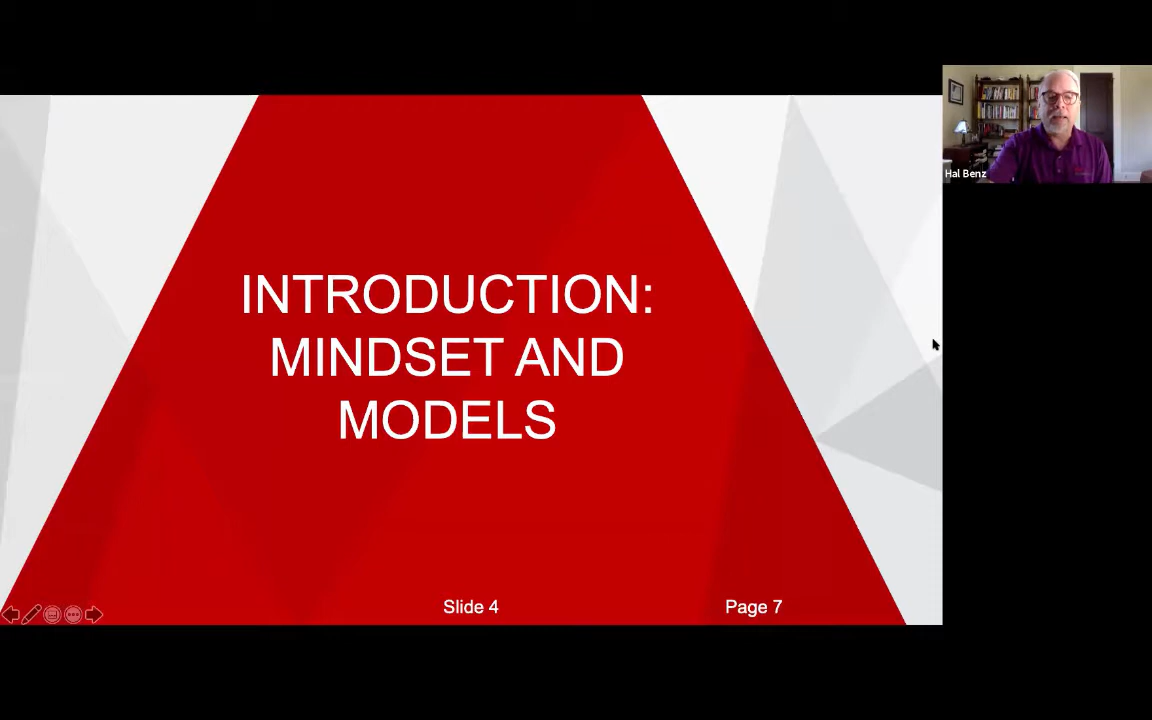 INTRODUCTION:
MINDSET AND
MODELS
Slide 4
Page 7
Hal Benz